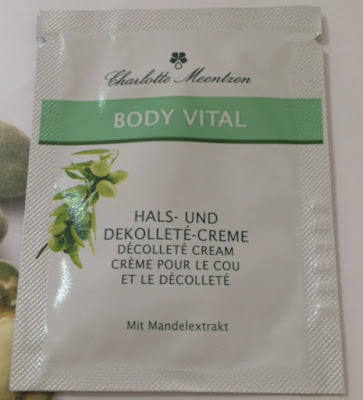 Charlotte Meentzen
BODY VITAL
HALS- UND
DEKOLLETÉ-CREME
DÉCOLLETÉ CREAM
CRÈME POUR LE COU
ET LE DÉCOLLETÉ
Mit Mandelextrakt